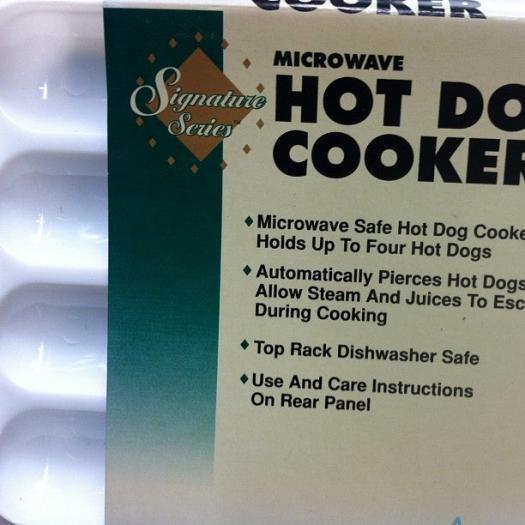 COOKER
Signature
Series™
MICROWAVE
HOT DO
COOKER
Microwave Safe Hot Dog Cooke
Holds Up To Four Hot Dogs
Automatically Pierces Hot Dogs
Allow Steam And Juices To Esc
During Cooking
Top Rack Dishwasher Safe
Use And Care Instructions
On Rear Panel